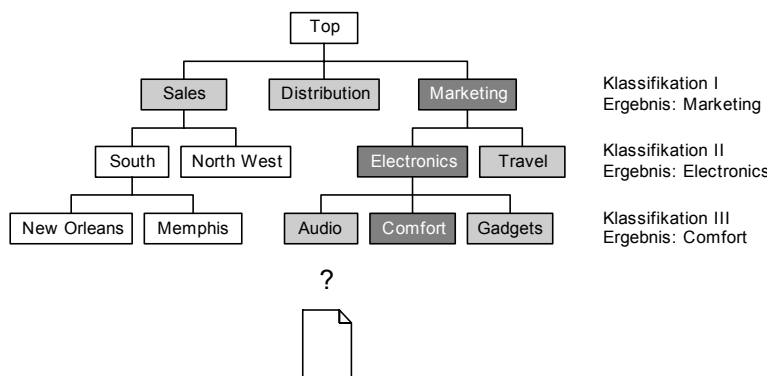 Top
Sales Distribution Marketing
Klassifikation I
Ergebnis: Marketing
South North West Electronics Travel
Klassifikation II
Ergebnis: Electronics
New Orleans Memphis Audio Comfort Gadgets
Klassifikation III
Ergebnis: Comfort
?